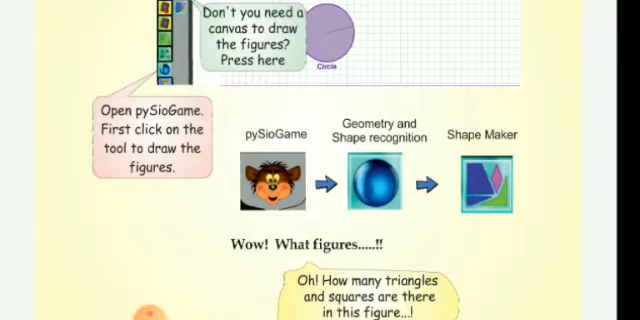 Don't you need a
canvas to draw
the figures?
Press here
Circle
Open pySioGame.
First click on the
tool to draw the
figures.
pySioGame
Geometry and
Shape recognition
Shape Maker
Wow! What figures.....!!
Oh! How many triangles
and squares are there
in this figure...!